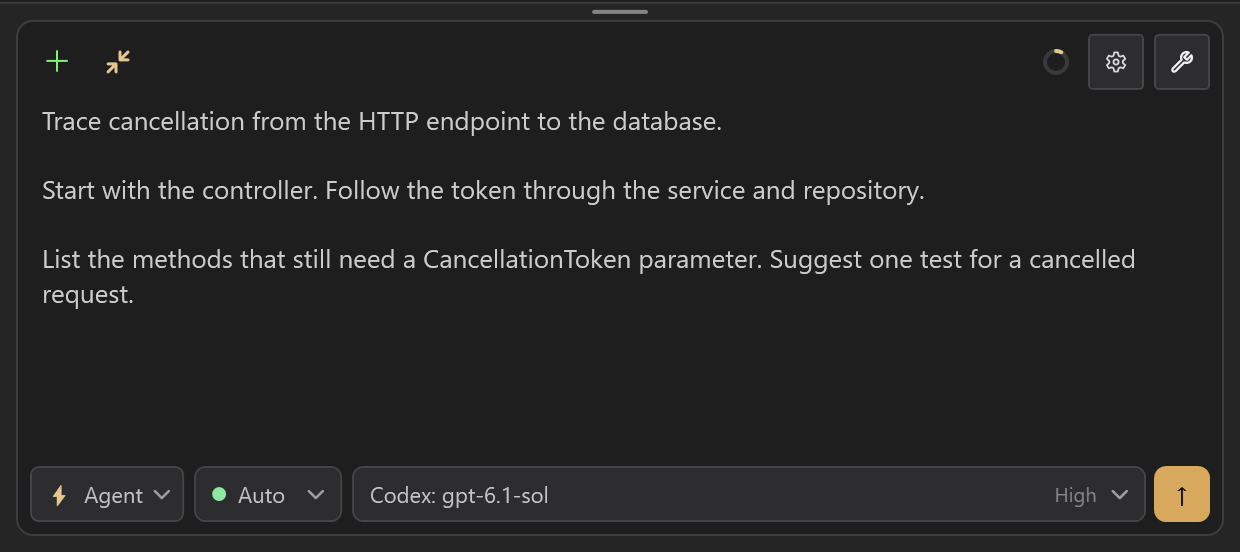 Trace cancellation from the HTTP endpoint to the database.
Start with the controller. Follow the token through the service and repository.
List the methods that still need a CancellationToken parameter. Suggest one test for a cancelled
request.
Agent
Auto
Codex: gpt-6.1-sol
High